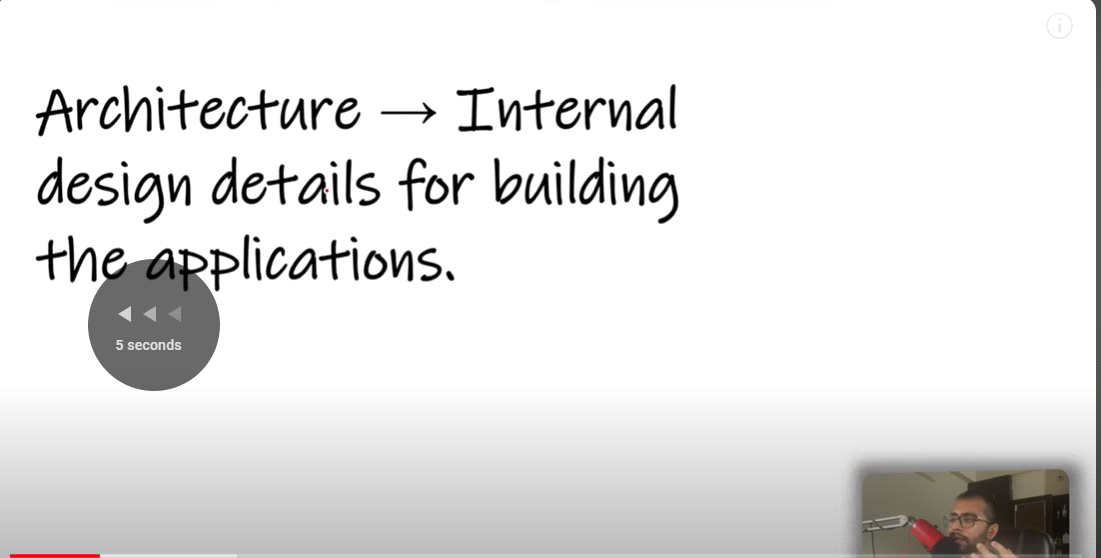 Architecture → Internal
design details for building
the applications.
5 seconds